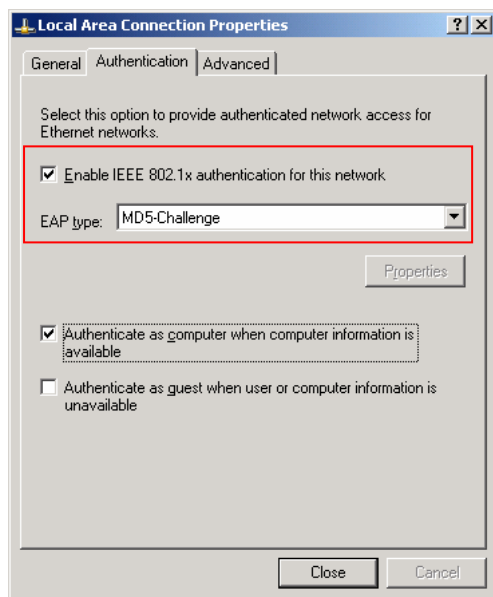 Local Area Connection Properties
General Authentication Advanced
Select this option to provide authenticated network access for
Ethernet networks.
Enable IEEE 802.1x authentication for this network
EAP type: MD5-Challenge
Properties
Authenticate as computer when computer information is
available
Authenticate as guest when user or computer information is
unavailable
Close Cancel